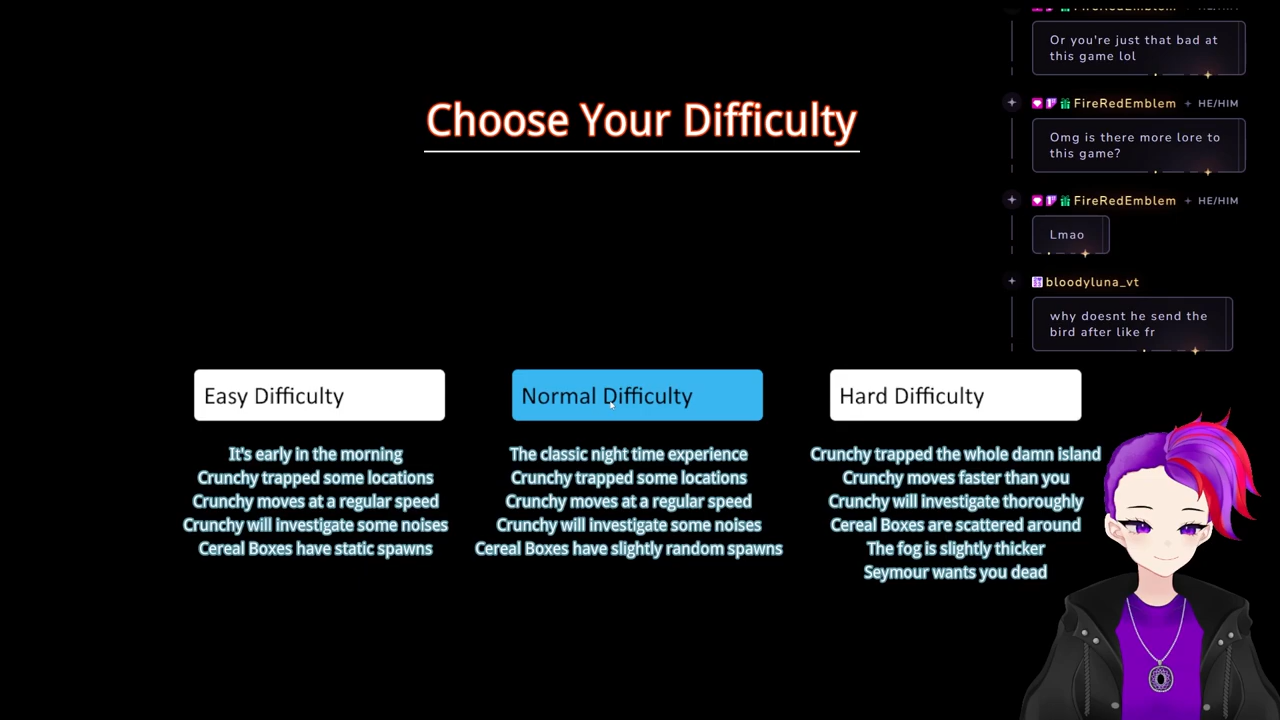 Choose Your Difficulty
Easy Difficulty
It's early in the morning
Crunchy trapped some locations
Crunchy moves at a regular speed
Crunchy will investigate some noises
Cereal Boxes have static spawns
Normal Difficulty
The classic night time experience
Crunchy trapped some locations
Crunchy moves at a regular speed
Crunchy will investigate some noises
Cereal Boxes have slightly random spawns
Hard Difficulty
Crunchy trapped the whole damn island
Crunchy moves faster than you
Crunchy will investigate thoroughly
Cereal Boxes are scattered around
The fog is slightly thicker
Seymour wants you dead
FireRedEmblem HE/HIM
Or you're just that bad at
this game lol
FireRedEmblem HE/HIM
Omg is there more lore to
this game?
FireRedEmblem HE/HIM
Lmao
bloodyluna_vt
why doesnt he send the
bird after like fr